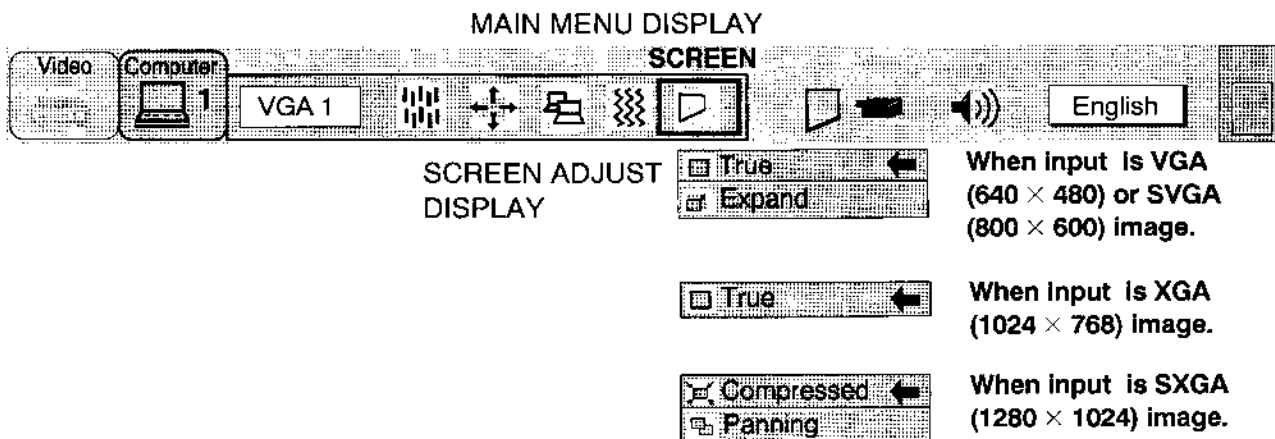 MAIN MENU DISPLAY
SCREEN
Video
Computer
1
VGA 1
English
SCREEN ADJUST
DISPLAY
True
Expand
When input is VGA
(640 × 480) or SVGA
(800 × 600) image.
True
When input is XGA
(1024 × 768) image.
Compressed
Panning
When input is SXGA
(1280 × 1024) image.